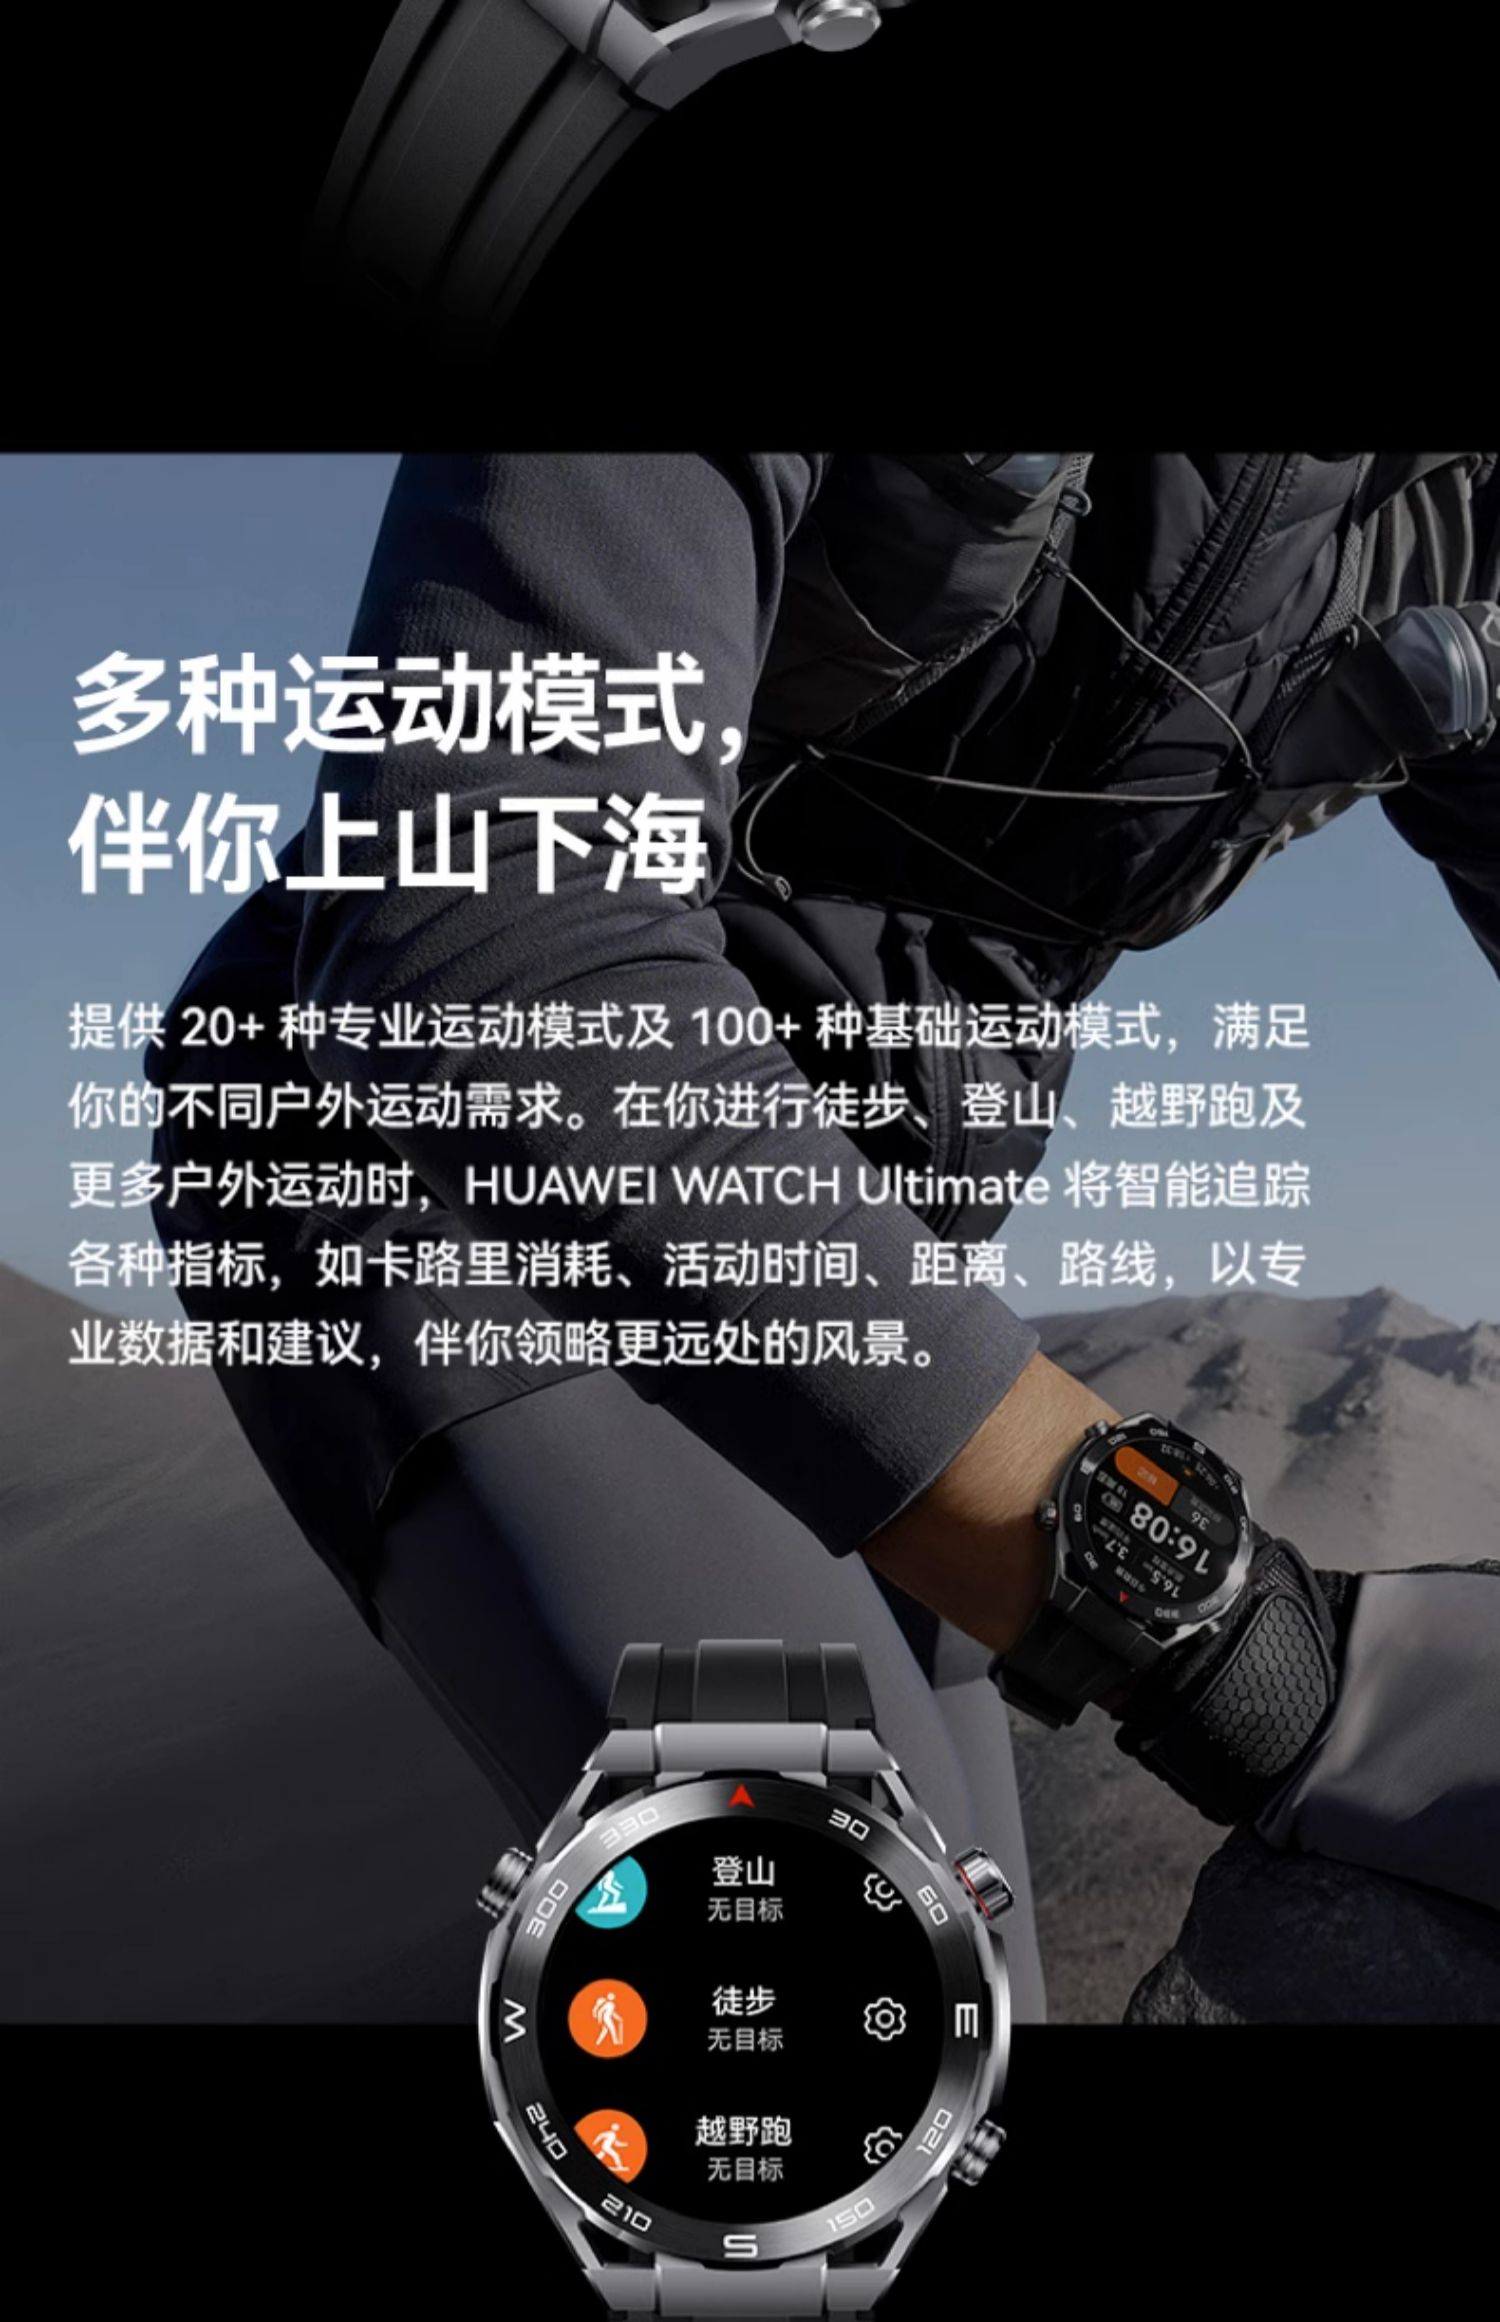 多种运动模式，
伴你上山下海
提供 20+ 种专业运动模式及 100+ 种基础运动模式，满足
你的不同户外运动需求。在你进行徒步、登山、越野跑及
更多户外运动时，HUAWEI WATCH Ultimate 将智能追踪
各种指标，如卡路里消耗、活动时间、距离、路线，以专
业数据和建议，伴你领略更远处的风景。
16:08
36
3.7
16.5
330
30
300
登山
无目标
60
W
徒步
无目标
E
240
越野跑
无目标
120
210
S
150